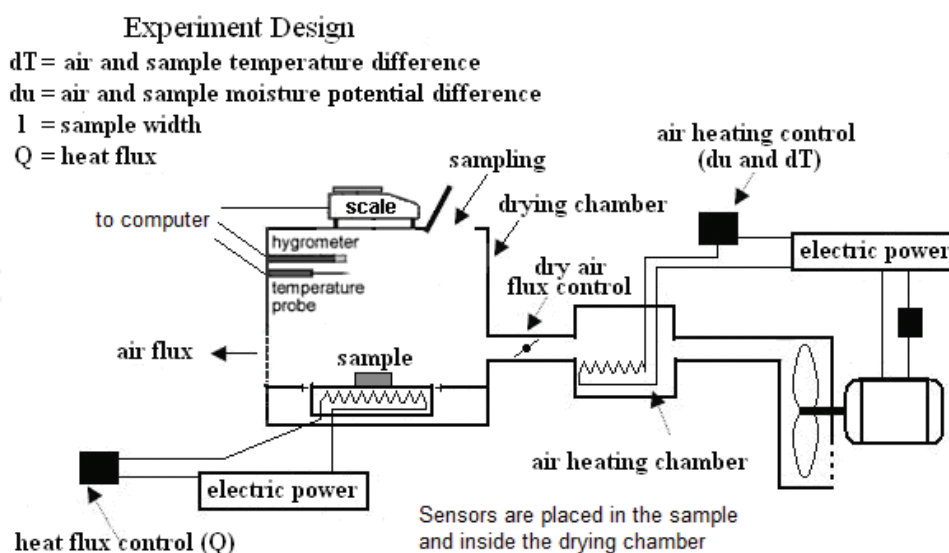 Experiment Design
dT = air and sample temperature difference
du = air and sample moisture potential difference
l = sample width
Q = heat flux
air heating control
(du and dT)
sampling
scale
drying chamber
to computer
hygrometer
electric power
dry air
flux control
temperature
probe
air flux
sample
air heating chamber
electric power
Sensors are placed in the sample
and inside the drying chamber
heat flux control (Q)